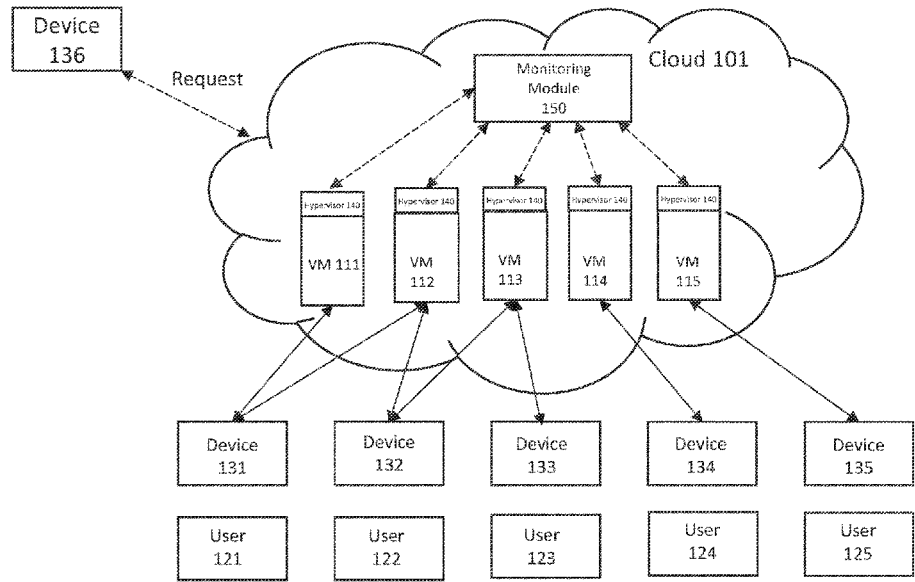 Device
136
Request
Cloud 101
Monitoring
Module
150
Hypervisor 140
Hypervisor 140
Hypervisor 140
Hypervisor 140
Hypervisor 140
VM 111
VM
112
VM
113
VM
114
VM
115
Device
131
Device
132
Device
133
Device
134
Device
135
User
121
User
122
User
123
User
124
User
125